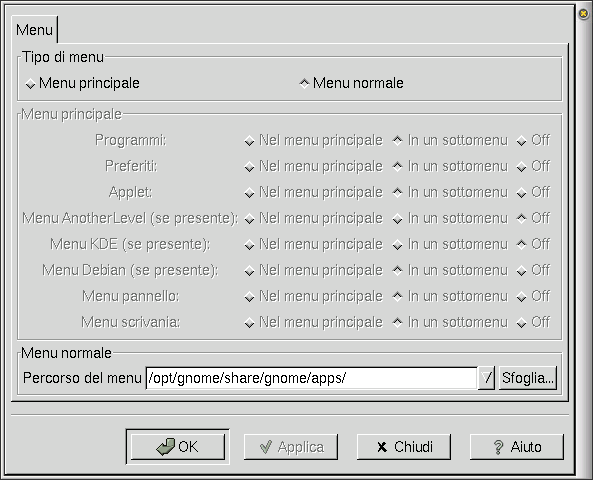 Menu
Tipo di menu
Menu principale Menu normale
Menu principale
Programmi: Nel menu principale In un sottomenu Off
Preferiti: Nel menu principale In un sottomenu Off
Applet: Nel menu principale In un sottomenu Off
Menu AnotherLevel (se presente): Nel menu principale In un sottomenu Off
Menu KDE (se presente): Nel menu principale In un sottomenu Off
Menu Debian (se presente): Nel menu principale In un sottomenu Off
Menu pannello: Nel menu principale In un sottomenu Off
Menu scrivania: Nel menu principale In un sottomenu Off
Menu normale
Percorso del menu /opt/gnome/share/gnome/apps/ Sfoglia...
OK Applica Chiudi Aiuto